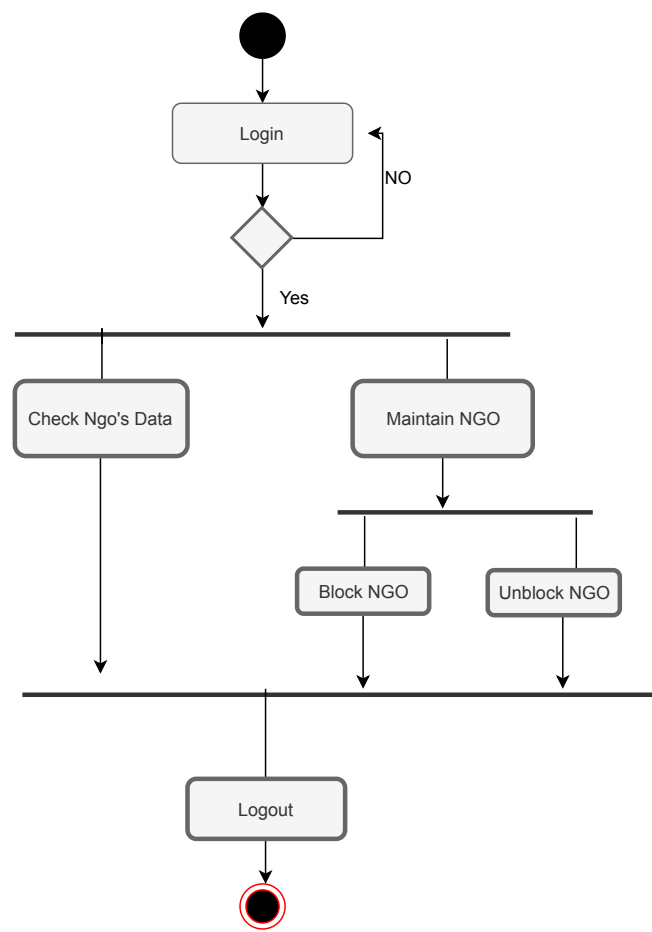 Login
NO
Yes
Check Ngo's Data
Maintain NGO
Block NGO
Unblock NGO
Logout